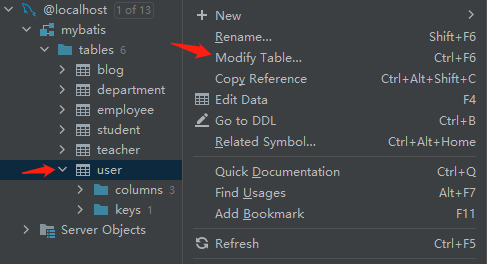 @localhost 1 of 13
mybatis
tables 6
blog
department
employee
student
teacher
user
columns 3
keys 1
Server Objects
New
Rename... Shift+F6
Modify Table... Ctrl+F6
Copy Reference Ctrl+Alt+Shift+C
Edit Data F4
Go to DDL Ctrl+B
Related Symbol... Ctrl+Alt+Home
Quick Documentation Ctrl+Q
Find Usages Alt+F7
Add Bookmark F11
Refresh Ctrl+F5